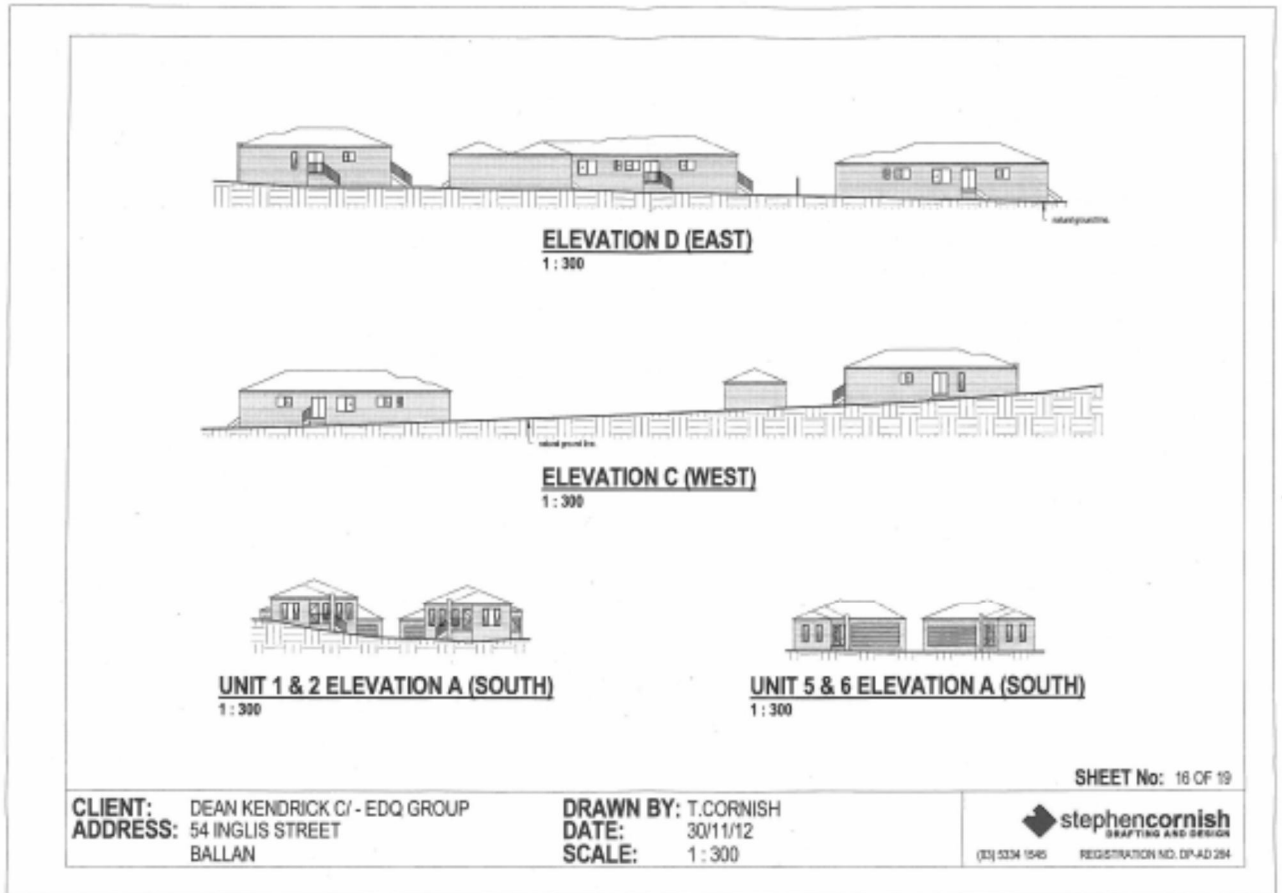 natural ground line.
ELEVATION D (EAST)
1 : 300
natural ground line.
ELEVATION C (WEST)
1 : 300
UNIT 1 & 2 ELEVATION A (SOUTH)
1 : 300
UNIT 5 & 6 ELEVATION A (SOUTH)
1 : 300
SHEET No: 16 OF 19
CLIENT: DEAN KENDRICK C/ - EDQ GROUP
ADDRESS: 54 INGLIS STREET
BALLAN
DRAWN BY: T.CORNISH
DATE: 30/11/12
SCALE: 1 : 300
stephencornish
DRAFTING AND DESIGN
(03) 5334 1545 REGISTRATION NO. DP-AD 284